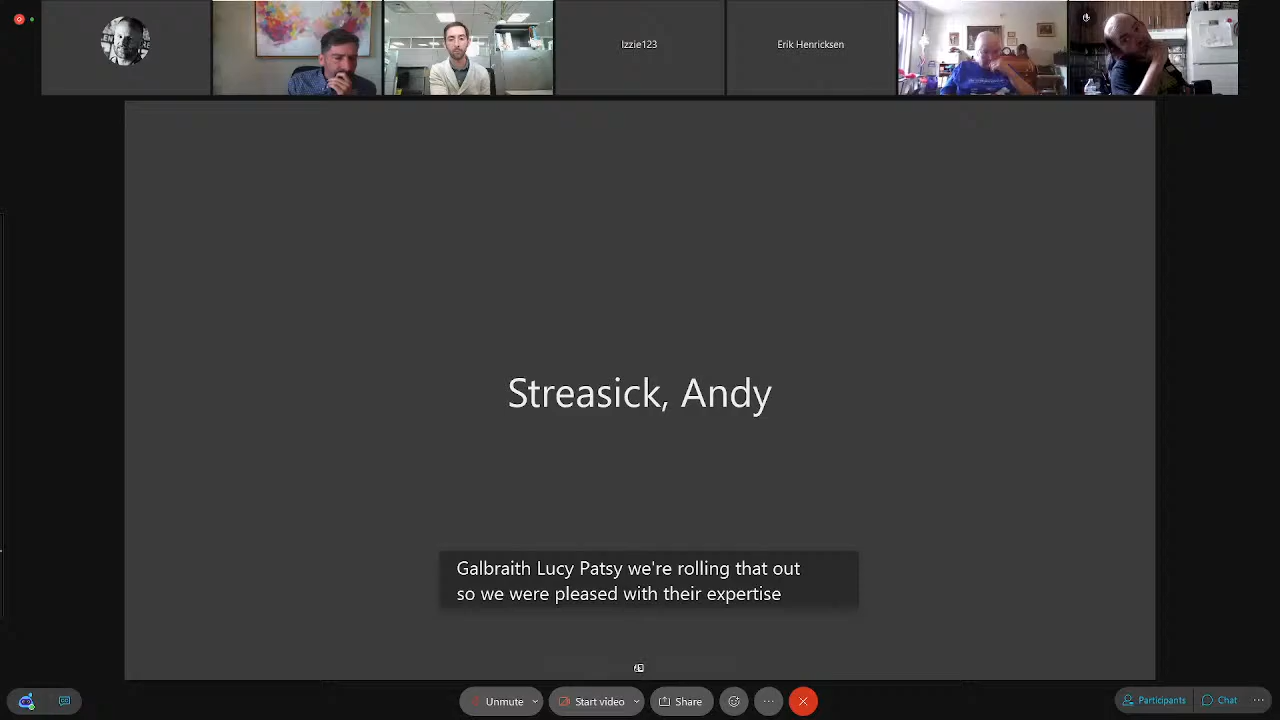 Izzie123
Erik Henricksen
Streasick, Andy
Galbraith Lucy Patsy we're rolling that out
so we were pleased with their expertise
Unmute
Start video
Share
Participants
Chat